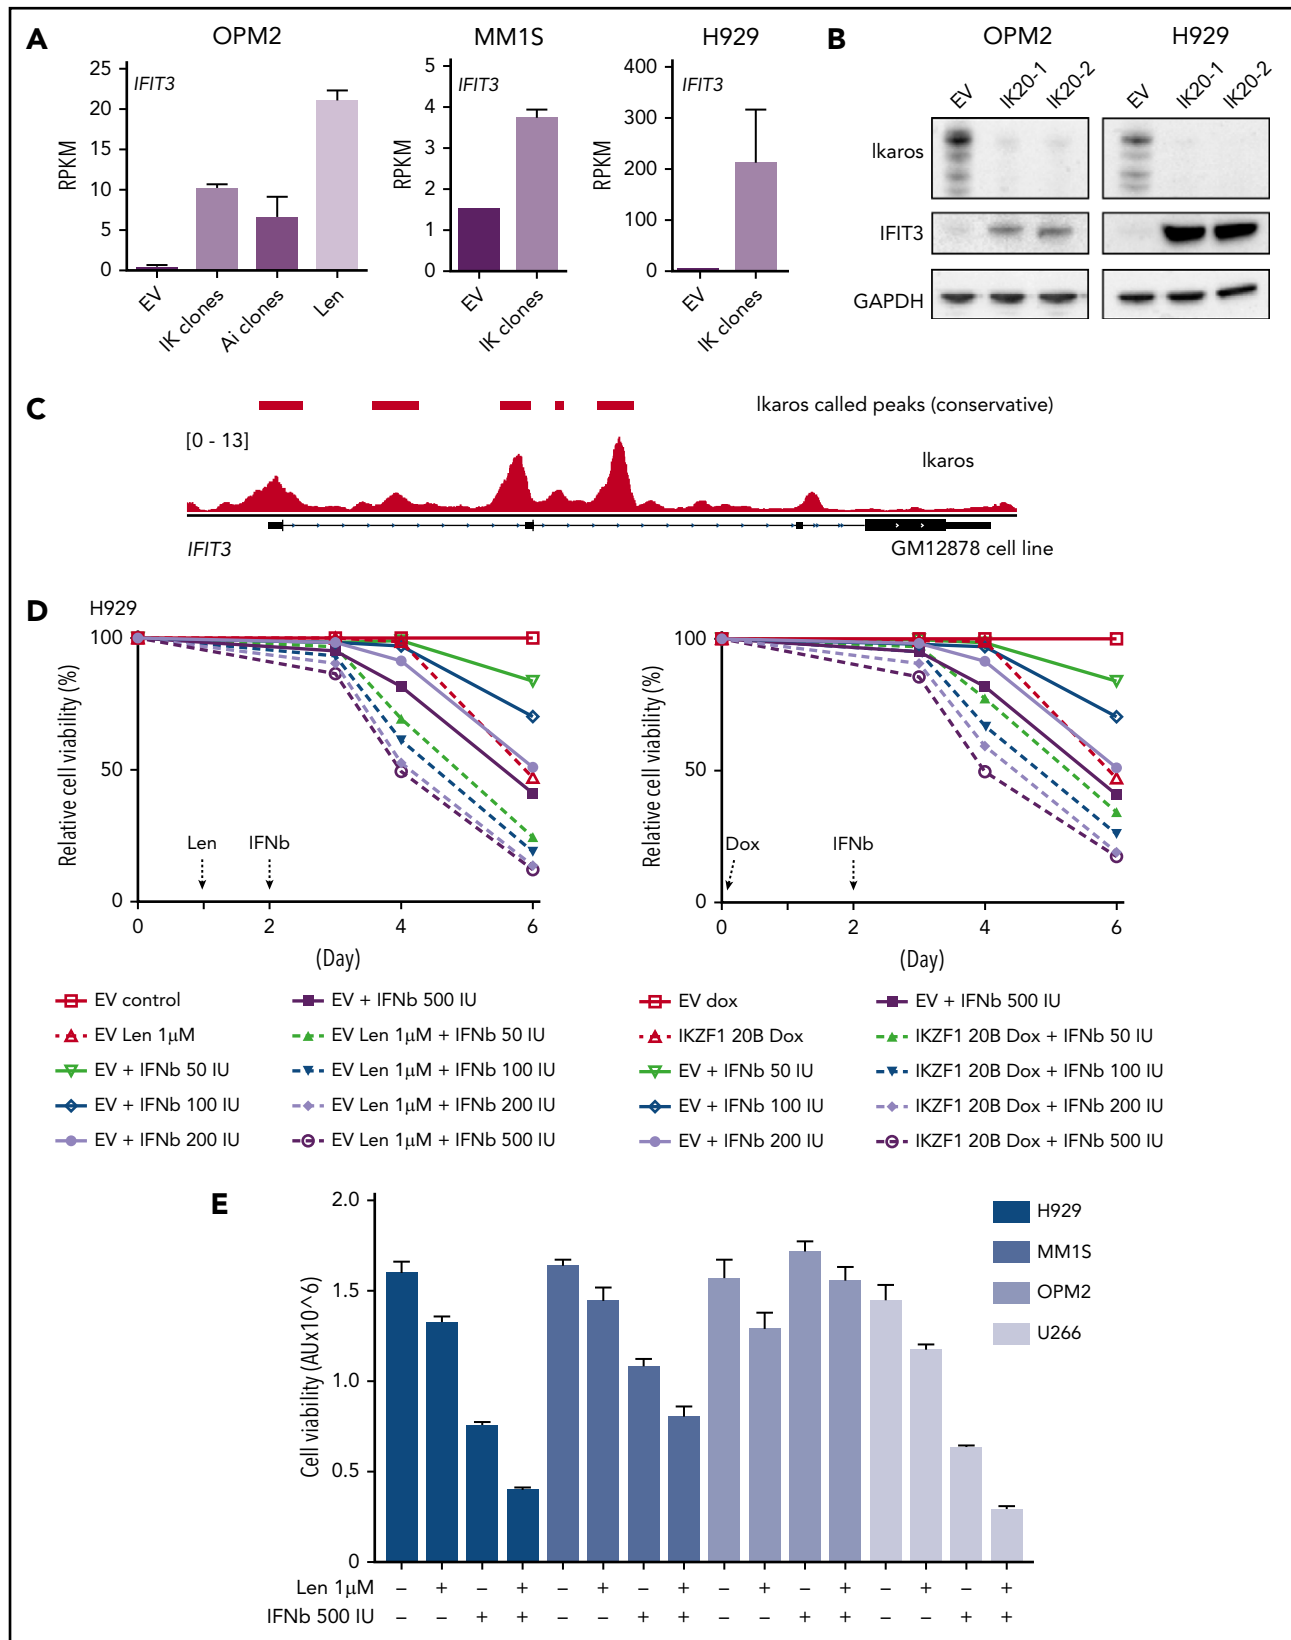 A
OPM2
MM1S
H929
IFIT3
RPKM
25
20
15
10
5
0
EV
IK clones
Ai clones
Len
IFIT3
RPKM
5
4
3
2
1
0
EV
IK clones
IFIT3
RPKM
400
300
200
100
0
EV
IK clones
B
OPM2
H929
EV
IK20-1
IK20-2
EV
IK20-1
IK20-2
Ikaros
IFIT3
GAPDH
C
Ikaros called peaks (conservative)
[0 - 13]
Ikaros
IFIT3
GM12878 cell line
D
H929
Relative cell viability (%)
100
50
0
Len
IFNb
0
2
4
6
(Day)
Relative cell viability (%)
100
50
0
Dox
IFNb
0
2
4
6
(Day)
EV control
EV Len 1μM
EV + IFNb 50 IU
EV + IFNb 100 IU
EV + IFNb 200 IU
EV + IFNb 500 IU
EV Len 1μM + IFNb 50 IU
EV Len 1μM + IFNb 100 IU
EV Len 1μM + IFNb 200 IU
EV Len 1μM + IFNb 500 IU
EV dox
IKZF1 20B Dox
EV + IFNb 50 IU
EV + IFNb 100 IU
EV + IFNb 200 IU
EV + IFNb 500 IU
IKZF1 20B Dox + IFNb 50 IU
IKZF1 20B Dox + IFNb 100 IU
IKZF1 20B Dox + IFNb 200 IU
IKZF1 20B Dox + IFNb 500 IU
E
Cell viability (AUx10^6)
2.0
1.5
1.0
0.5
0
H929
MM1S
OPM2
U266
Len 1μM – + – + – + – + – + – + – + – +
IFNb 500 IU – – + + – – + + – – + + – – + +